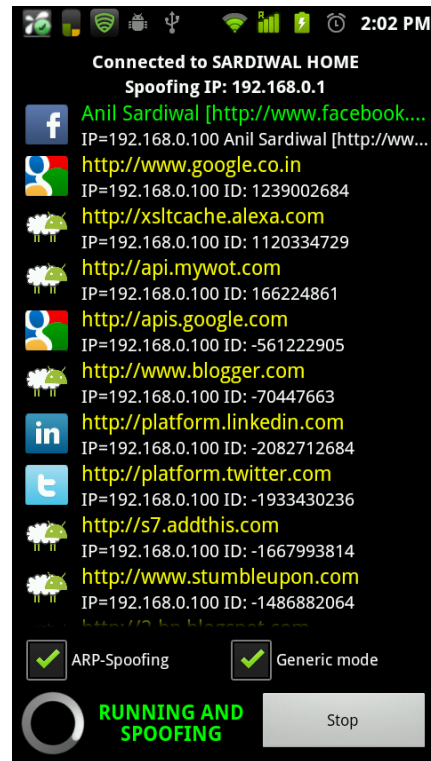 R
2:02 PM
Connected to SARDIWAL HOME
Spoofing IP: 192.168.0.1
Anil Sardiwal [http://www.facebook....
IP=192.168.0.100 Anil Sardiwal [http://ww...
http://www.google.co.in
IP=192.168.0.100 ID: 1239002684
http://xsltcache.alexa.com
IP=192.168.0.100 ID: 1120334729
http://api.mywot.com
IP=192.168.0.100 ID: 166224861
http://apis.google.com
IP=192.168.0.100 ID: -561222905
http://www.blogger.com
IP=192.168.0.100 ID: -70447663
http://platform.linkedin.com
IP=192.168.0.100 ID: -2082712684
http://platform.twitter.com
IP=192.168.0.100 ID: -1933430236
http://s7.addthis.com
IP=192.168.0.100 ID: -1667993814
http://www.stumbleupon.com
IP=192.168.0.100 ID: -1486882064
ARP-Spoofing
Generic mode
RUNNING AND
SPOOFING
Stop